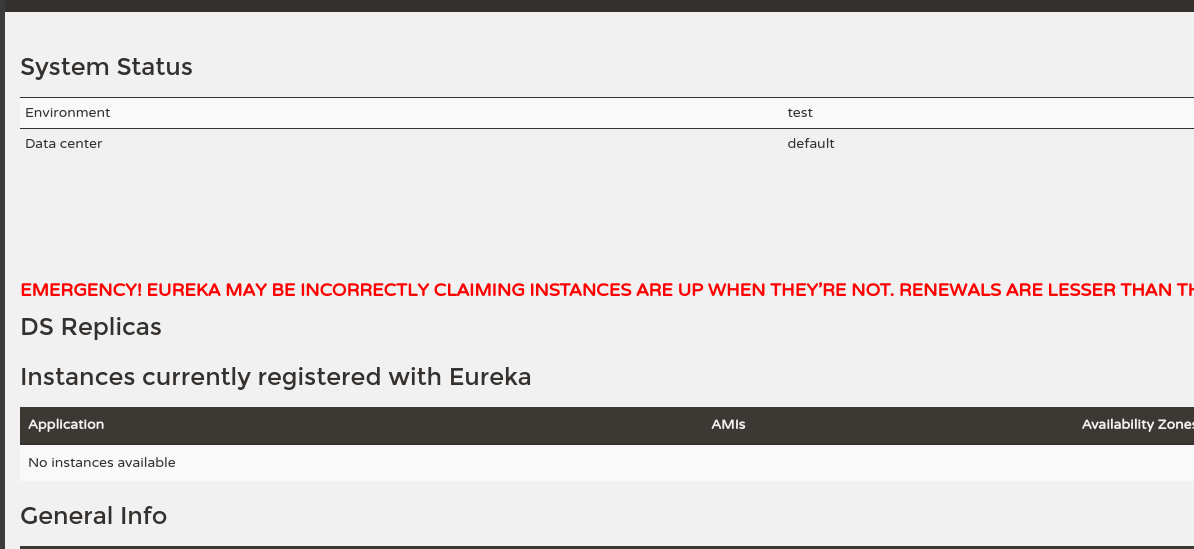 System Status
Environment test
Data center default
EMERGENCY! EUREKA MAY BE INCORRECTLY CLAIMING INSTANCES ARE UP WHEN THEY’RE NOT. RENEWALS ARE LESSER THAN
DS Replicas
Instances currently registered with Eureka
Application AMIs Availability Zones
No instances available
General Info